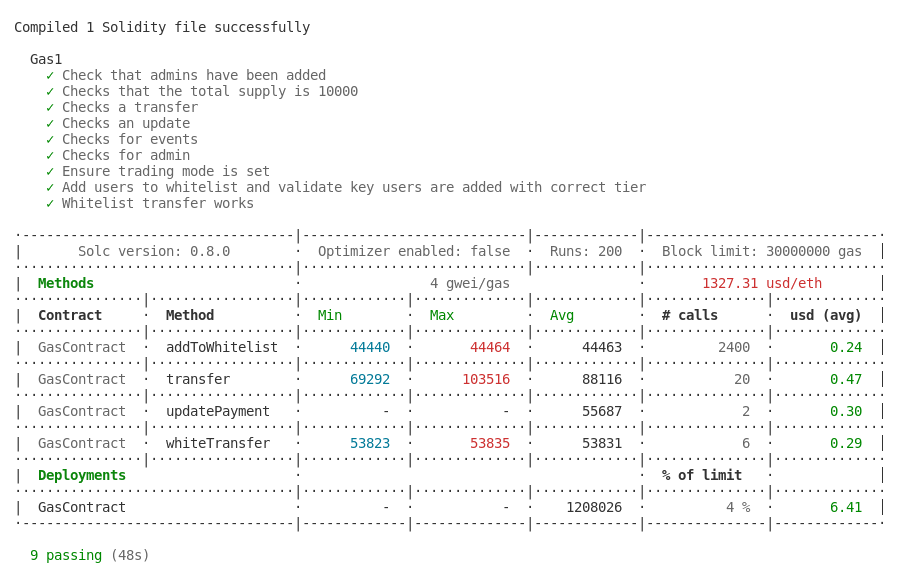 Compiled 1 Solidity file successfully
Gas1
✓ Check that admins have been added
✓ Checks that the total supply is 10000
✓ Checks a transfer
✓ Checks an update
✓ Checks for events
✓ Checks for admin
✓ Ensure trading mode is set
✓ Add users to whitelist and validate key users are added with correct tier
✓ Whitelist transfer works
·----------------------------------|----------------------------|-------------|-----------------------------·
| Solc version: 0.8.0 · Optimizer enabled: false · Runs: 200 · Block limit: 30000000 gas |
··································|····························|·············|······························
| Methods · 4 gwei/gas · 1327.31 usd/eth |
················|·················|·············|··············|·············|···············|··············
| Contract · Method · Min · Max · Avg · # calls · usd (avg) |
················|·················|·············|··············|·············|···············|··············
| GasContract · addToWhitelist · 44440 · 44464 · 44463 · 2400 · 0.24 |
················|·················|·············|··············|·············|···············|··············
| GasContract · transfer · 69292 · 103516 · 88116 · 20 · 0.47 |
················|·················|·············|··············|·············|···············|··············
| GasContract · updatePayment · - · - · 55687 · 2 · 0.30 |
················|·················|·············|··············|·············|···············|··············
| GasContract · whiteTransfer · 53823 · 53835 · 53831 · 6 · 0.29 |
················|·················|·············|··············|·············|···············|··············
| Deployments · · % of limit · |
··································|·············|··············|·············|···············|··············
| GasContract · - · - · 1208026 · 4 % · 6.41 |
·----------------------------------|-------------|--------------|-------------|---------------|-------------·
9 passing (48s)